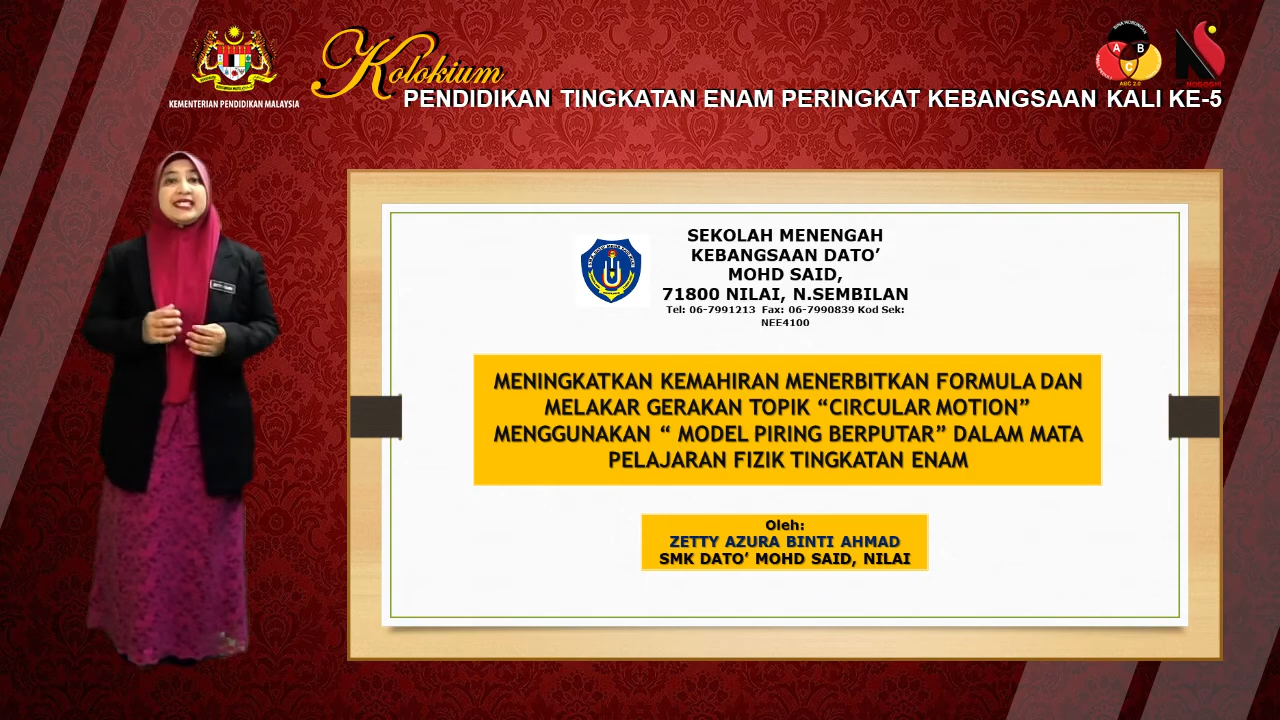 Kolokium
KEMENTERIAN PENDIDIKAN MALAYSIA
PENDIDIKAN TINGKATAN ENAM PERINGKAT KEBANGSAAN KALI KE-5
A B
C
ABC 2.0
SEKOLAH MENENGAH
KEBANGSAAN DATO’
MOHD SAID,
71800 NILAI, N.SEMBILAN
Tel: 06-7991213 Fax: 06-7990839 Kod Sek:
NEE4100
MENINGKATKAN KEMAHIRAN MENERBITKAN FORMULA DAN
MELAKAR GERAKAN TOPIK “CIRCULAR MOTION”
MENGGUNAKAN “ MODEL PIRING BERPUTAR” DALAM MATA
PELAJARAN FIZIK TINGKATAN ENAM
Oleh:
ZETTY AZURA BINTI AHMAD
SMK DATO’ MOHD SAID, NILAI